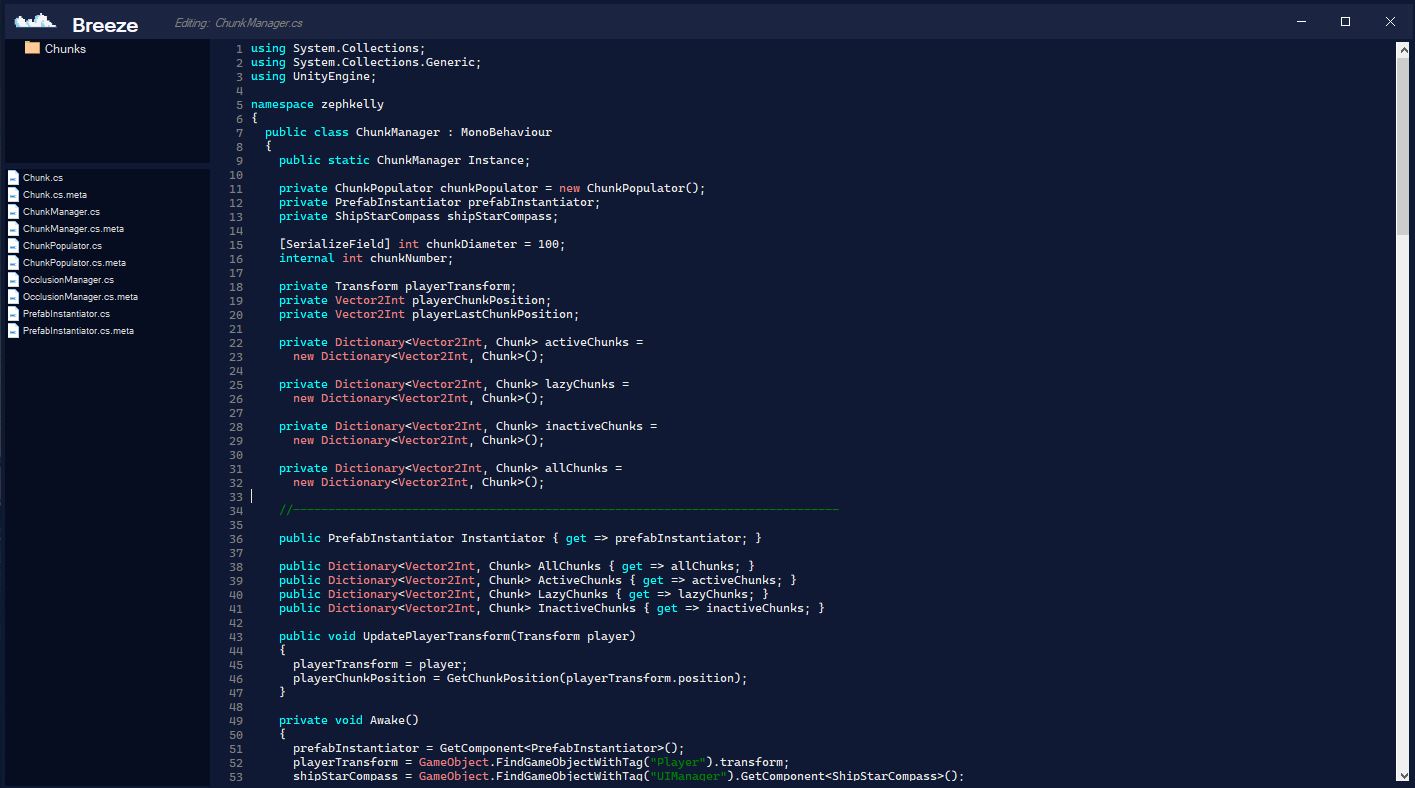 Breeze
Editing: ChunkManager.cs
Chunks
Chunk.cs
Chunk.cs.meta
ChunkManager.cs
ChunkManager.cs.meta
ChunkPopulator.cs
ChunkPopulator.cs.meta
OcclusionManager.cs
OcclusionManager.cs.meta
PrefabInstantiator.cs
PrefabInstantiator.cs.meta
1 using System.Collections;
2 using System.Collections.Generic;
3 using UnityEngine;
4
5 namespace zephkelly
6 {
7   public class ChunkManager : MonoBehaviour
8   {
9     public static ChunkManager Instance;
10
11     private ChunkPopulator chunkPopulator = new ChunkPopulator();
12     private PrefabInstantiator prefabInstantiator;
13     private ShipStarCompass shipStarCompass;
14
15     [SerializeField] int chunkDiameter = 100;
16     internal int chunkNumber;
17
18     private Transform playerTransform;
19     private Vector2Int playerChunkPosition;
20     private Vector2Int playerLastChunkPosition;
21
22     private Dictionary<Vector2Int, Chunk> activeChunks =
23       new Dictionary<Vector2Int, Chunk>();
24
25     private Dictionary<Vector2Int, Chunk> lazyChunks =
26       new Dictionary<Vector2Int, Chunk>();
27
28     private Dictionary<Vector2Int, Chunk> inactiveChunks =
29       new Dictionary<Vector2Int, Chunk>();
30
31     private Dictionary<Vector2Int, Chunk> allChunks =
32       new Dictionary<Vector2Int, Chunk>();
33
34     //------------------------------------------------------------------------------
35
36     public PrefabInstantiator Instantiator { get => prefabInstantiator; }
37
38     public Dictionary<Vector2Int, Chunk> AllChunks { get => allChunks; }
39     public Dictionary<Vector2Int, Chunk> ActiveChunks { get => activeChunks; }
40     public Dictionary<Vector2Int, Chunk> LazyChunks { get => lazyChunks; }
41     public Dictionary<Vector2Int, Chunk> InactiveChunks { get => inactiveChunks; }
42
43     public void UpdatePlayerTransform(Transform player)
44     {
45       playerTransform = player;
46       playerChunkPosition = GetChunkPosition(playerTransform.position);
47     }
48
49     private void Awake()
50     {
51       prefabInstantiator = GetComponent<PrefabInstantiator>();
52       playerTransform = GameObject.FindGameObjectWithTag("Player").transform;
53       shipStarCompass = GameObject.FindGameObjectWithTag("UIManager").GetComponent<ShipStarCompass>();